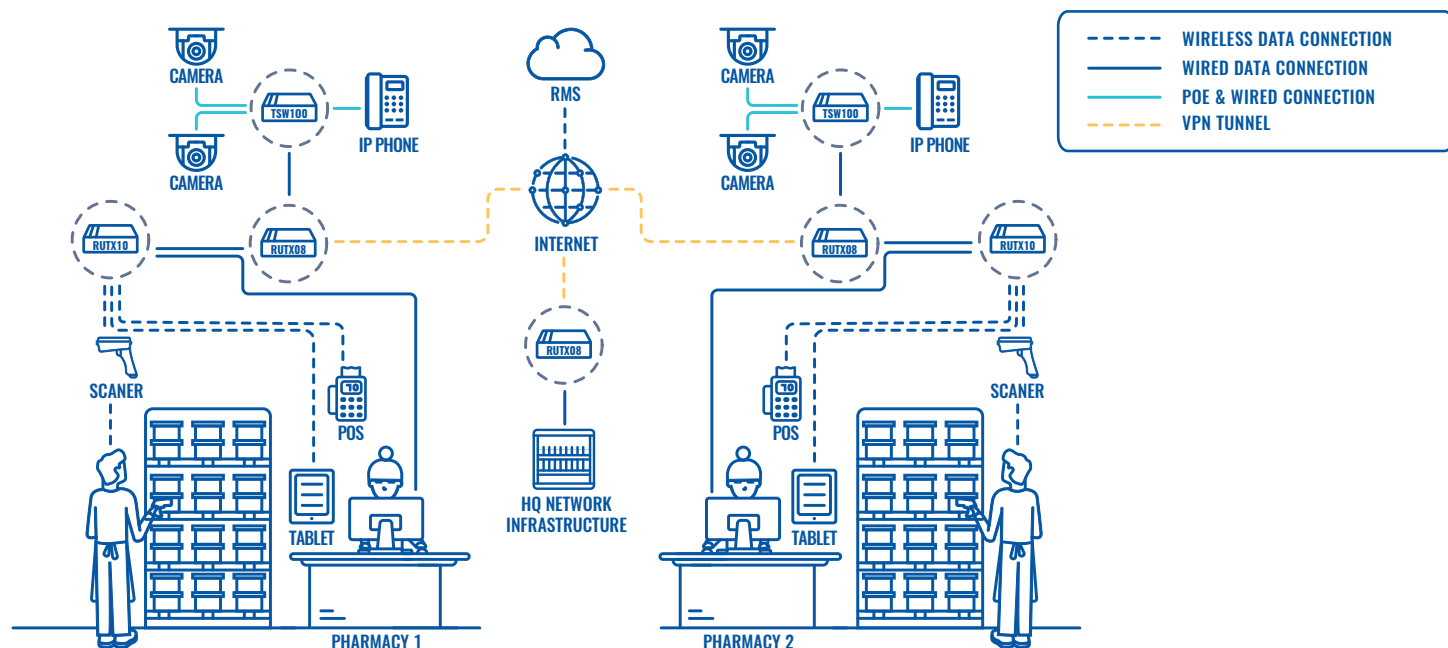 WIRELESS DATA CONNECTION
WIRED DATA CONNECTION
POE & WIRED CONNECTION
VPN TUNNEL
CAMERA
TSW100
IP PHONE
CAMERA
RMS
CAMERA
TSW100
IP PHONE
CAMERA
RUTX10
RUTX08
INTERNET
RUTX08
RUTX10
RUTX08
SCANER
POS
TABLET
HQ NETWORK
INFRASTRUCTURE
POS
TABLET
SCANER
PHARMACY 1
PHARMACY 2